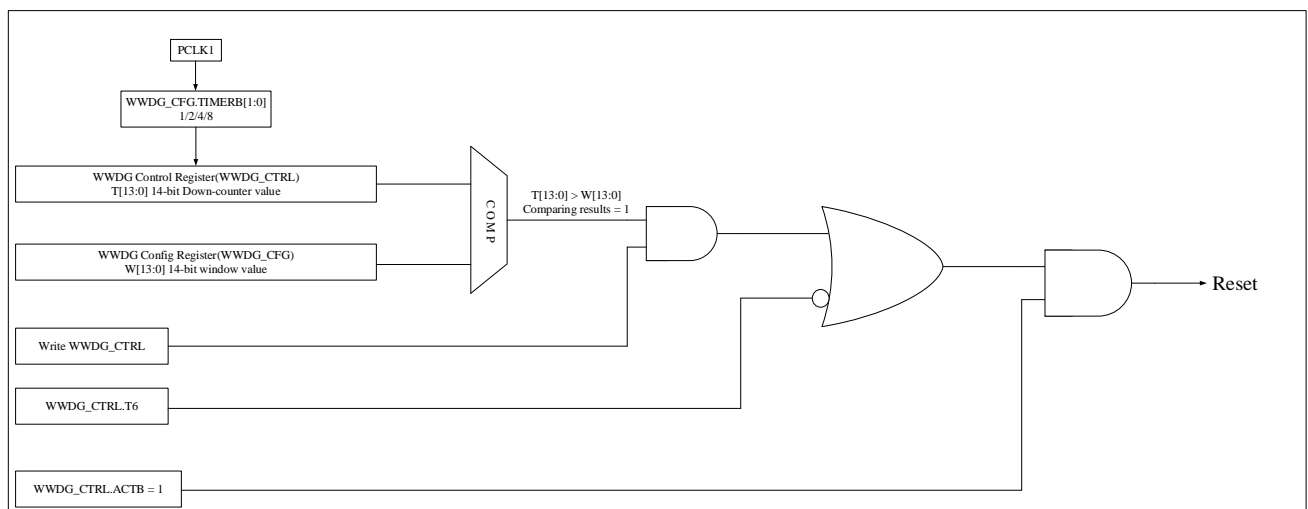 PCLK1
WWDG_CFG.TIMERB[1:0]
1/2/4/8
WWDG Control Register(WWDG_CTRL)
T[13:0] 14-bit Down-counter value
COMP
T[13:0] > W[13:0]
Comparing results = 1
WWDG Config Register(WWDG_CFG)
W[13:0] 14-bit window value
Reset
Write WWDG_CTRL
WWDG_CTRL.T6
WWDG_CTRL.ACTB = 1